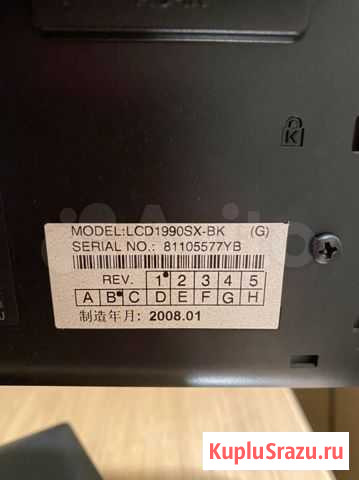 MODEL:LCD1990SX-BK (G)
SERIAL NO.: 81105577YB
REV. 1 2 3 4 5
A B C D E F G H
制造年月: 2008.01
K
Avito
KupluSrazu.ru